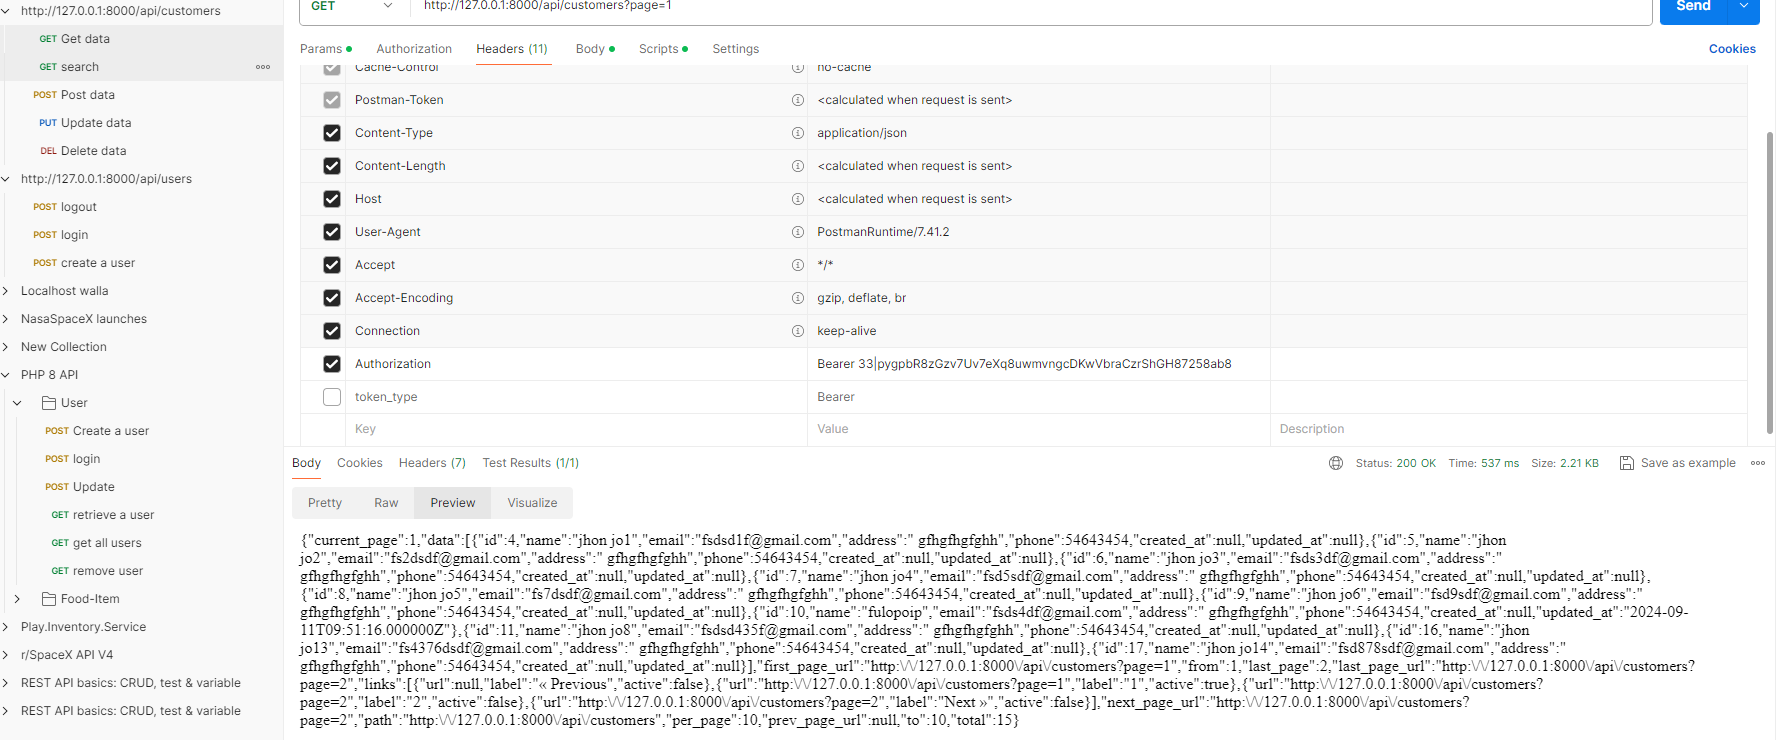 http://127.0.0.1:8000/api/customers
GET Get data
GET search
POST Post data
PUT Update data
DEL Delete data
http://127.0.0.1:8000/api/users
POST logout
POST login
POST create a user
Localhost walla
NasaSpaceX launches
New Collection
PHP 8 API
User
POST Create a user
POST login
POST Update
GET retrieve a user
GET get all users
GET remove user
Food-Item
Play.Inventory.Service
r/SpaceX API V4
REST API basics: CRUD, test & variable
REST API basics: CRUD, test & variable
GET http://127.0.0.1:8000/api/customers?page=1 Send
Params Authorization Headers (11) Body Scripts Settings Cookies
Cache-Control no-cache
Postman-Token <calculated when request is sent>
Content-Type application/json
Content-Length <calculated when request is sent>
Host <calculated when request is sent>
User-Agent PostmanRuntime/7.41.2
Accept */*
Accept-Encoding gzip, deflate, br
Connection keep-alive
Authorization Bearer 33|pygpbR8zGzv7Uv7eXq8uwmvngcDKwVbraCzrShGH87258ab8
token_type Bearer
Key Value Description
Body Cookies Headers (7) Test Results (1/1) Status: 200 OK Time: 537 ms Size: 2.21 KB Save as example
Pretty Raw Preview Visualize
{"current_page":1,"data":[{"id":4,"name":"jhon jo1","email":"fsdsd1f@gmail.com","address":" gfhgfhgfghh","phone":54643454,"created_at":null,"updated_at":null},{"id":5,"name":"jhon
jo2","email":"fs2dsdf@gmail.com","address":" gfhgfhgfghh","phone":54643454,"created_at":null,"updated_at":null},{"id":6,"name":"jhon jo3","email":"fsds3df@gmail.com","address":"
gfhgfhgfghh","phone":54643454,"created_at":null,"updated_at":null},{"id":7,"name":"jhon jo4","email":"fsd5sdf@gmail.com","address":" gfhgfhgfghh","phone":54643454,"created_at":null,"updated_at":null},
{"id":8,"name":"jhon jo5","email":"fs7dsdf@gmail.com","address":" gfhgfhgfghh","phone":54643454,"created_at":null,"updated_at":null},{"id":9,"name":"jhon jo6","email":"fsd9sdf@gmail.com","address":"
gfhgfhgfghh","phone":54643454,"created_at":null,"updated_at":null},{"id":10,"name":"fulopoip","email":"fsds4df@gmail.com","address":" gfhgfhgfghh","phone":54643454,"created_at":null,"updated_at":"2024-09-
11T09:51:16.000000Z"},{"id":11,"name":"jhon jo8","email":"fsdsd435f@gmail.com","address":" gfhgfhgfghh","phone":54643454,"created_at":null,"updated_at":null},{"id":16,"name":"jhon
jo13","email":"fs4376dsdf@gmail.com","address":" gfhgfhgfghh","phone":54643454,"created_at":null,"updated_at":null},{"id":17,"name":"jhon jo14","email":"fsd878sdf@gmail.com","address":"
gfhgfhgfghh","phone":54643454,"created_at":null,"updated_at":null}],"first_page_url":"http:\/\/127.0.0.1:8000\/api\/customers?page=1","from":1,"last_page":2,"last_page_url":"http:\/\/127.0.0.1:8000\/api\/customers?
page=2","links":[{"url":null,"label":"« Previous","active":false},{"url":"http:\/\/127.0.0.1:8000\/api\/customers?page=1","label":"1","active":true},{"url":"http:\/\/127.0.0.1:8000\/api\/customers?
page=2","label":"2","active":false},{"url":"http:\/\/127.0.0.1:8000\/api\/customers?page=2","label":"Next »","active":false}],"next_page_url":"http:\/\/127.0.0.1:8000\/api\/customers?
page=2","path":"http:\/\/127.0.0.1:8000\/api\/customers","per_page":10,"prev_page_url":null,"to":10,"total":15}